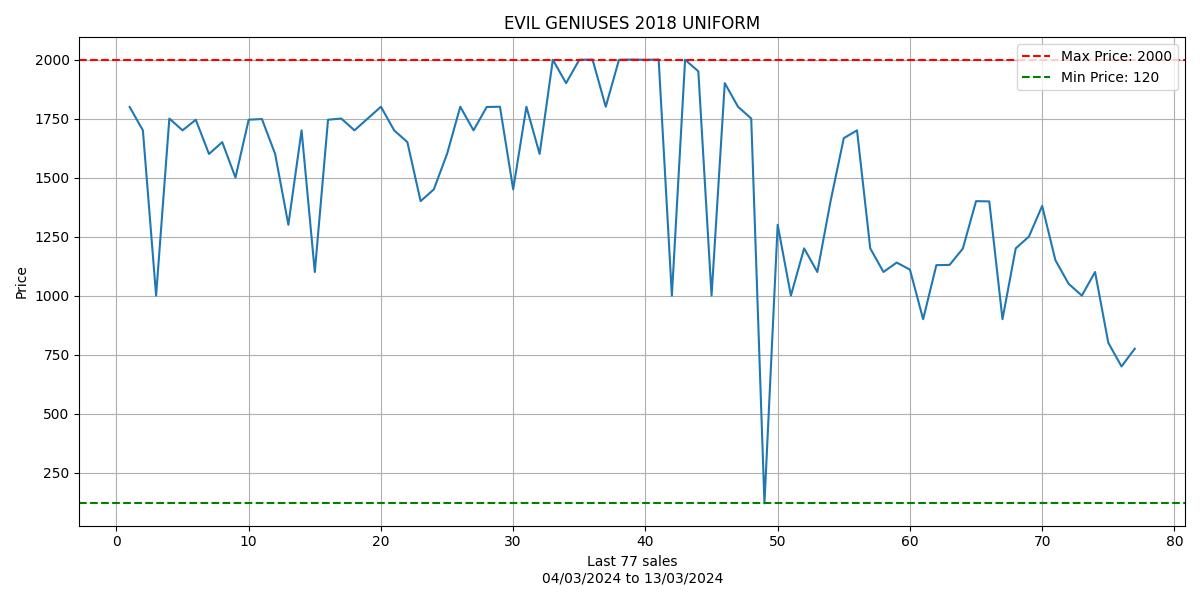 EVIL GENIUSES 2018 UNIFORM
Max Price: 2000
Min Price: 120
2000
1750
1500
1250
1000
750
500
250
Price
0 10 20 30 40 50 60 70 80
Last 77 sales
04/03/2024 to 13/03/2024